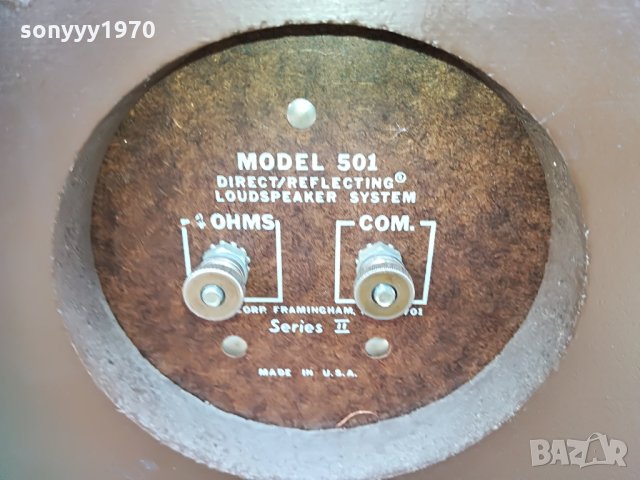 sonyyy1970
MODEL 501
DIRECT/REFLECTING®
LOUDSPEAKER SYSTEM
OHMS COM.
CORP. FRAMINGHAM,
Series II
MADE IN U.S.A.
BAZAR